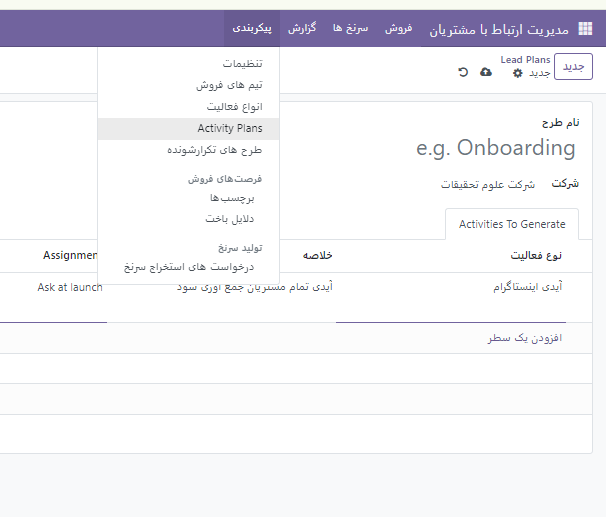 مدیریت ارتباط با مشتریان
فروش
سرنخ ها
گزارش
پیکربندی
جدید
Lead Plans
جدید
تنظیمات
تیم های فروش
انواع فعالیت
Activity Plans
طرح های تکرارشونده
فرصت‌های فروش
برچسب‌ها
دلایل باخت
تولید سرنخ
درخواست های استخراج سرنخ
نام طرح
e.g. Onboarding
شرکت
شرکت علوم تحقیقات
Activities To Generate
نوع فعالیت
خلاصه
Assignmen
آیدی اینستاگرام
آیدی تمام مشتریان جمع آوری شود
Ask at launch
افزودن یک سطر